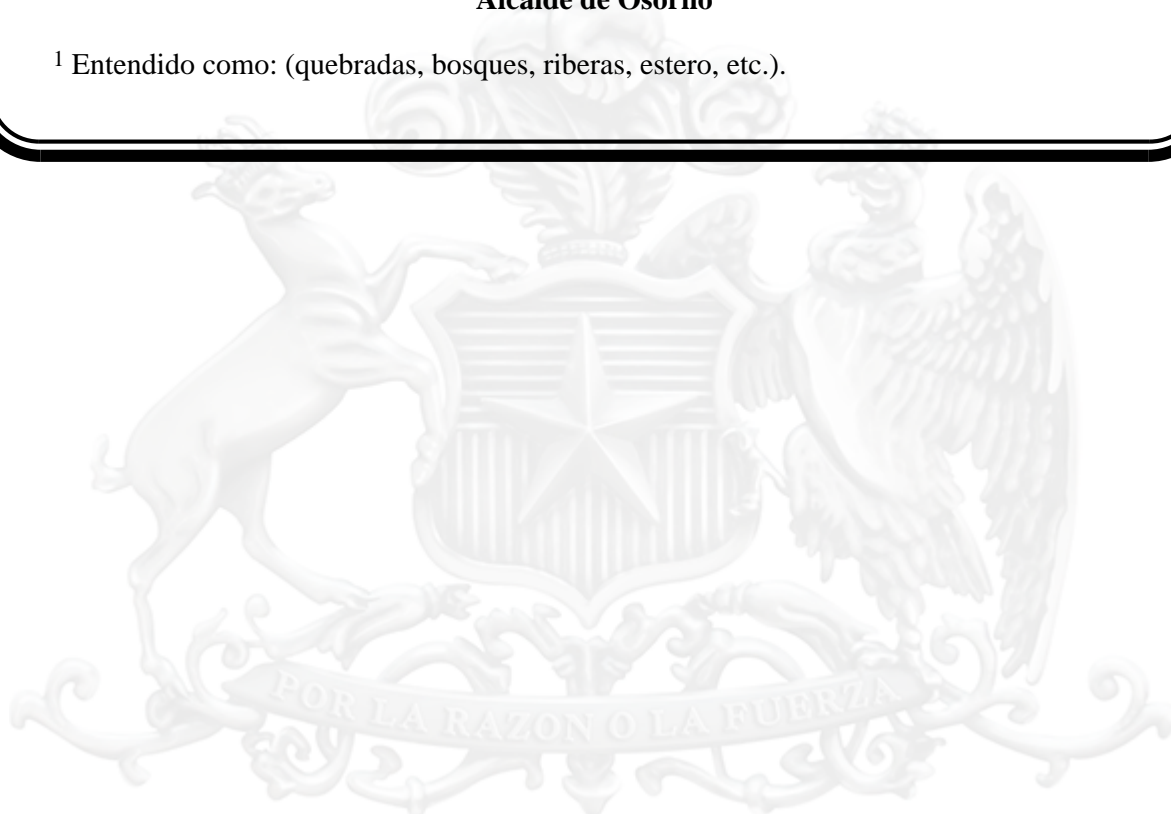 Alcalde de Osorno
1 Entendido como: (quebradas, bosques, riberas, estero, etc.).
POR LA RAZON O LA FUERZA